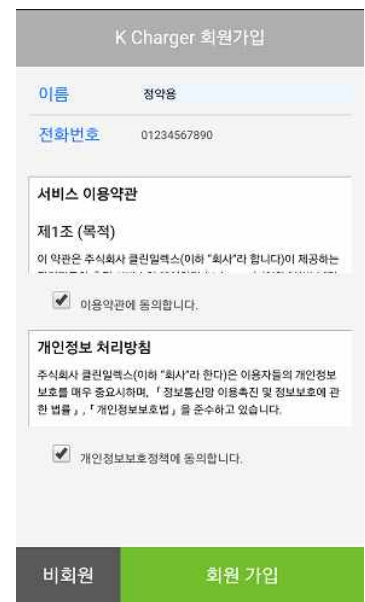 K Charger 회원가입
이름 정약용
전화번호 01234567890
서비스 이용약관
제1조 (목적)
이 약관은 주식회사 클린일렉스(이하 "회사"라 합니다)이 제공하는
이용약관에 동의합니다.
개인정보 처리방침
주식회사 클린일렉스(이하 "회사"라 한다)은 이용자들의 개인정보
보호를 매우 중요시하며, 「정보통신망 이용촉진 및 정보보호에 관
한 법률」, 「개인정보보호법」을 준수하고 있습니다.
개인정보보호정책에 동의합니다.
비회원 회원 가입